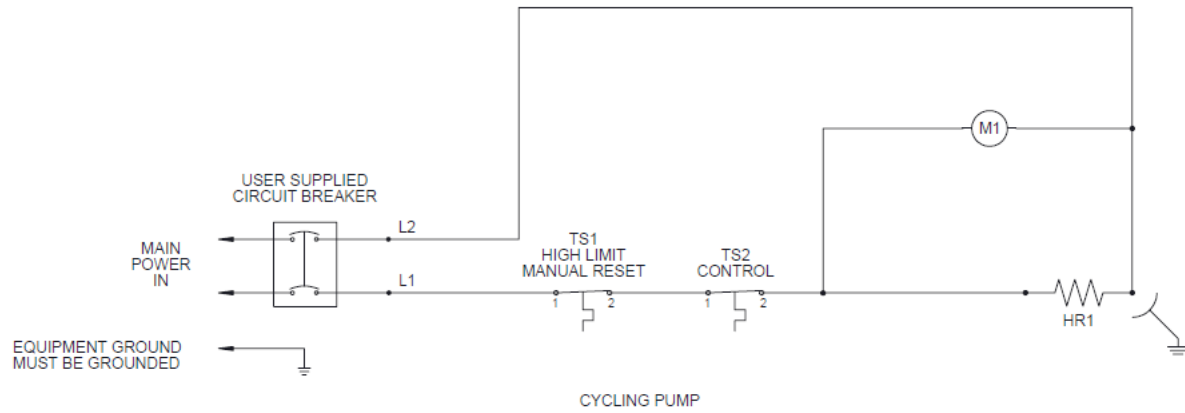 M1
USER SUPPLIED
CIRCUIT BREAKER
L2
MAIN
POWER
IN
TS1
HIGH LIMIT
MANUAL RESET
TS2
CONTROL
L1
1 2
1 2
HR1
EQUIPMENT GROUND
MUST BE GROUNDED
CYCLING PUMP